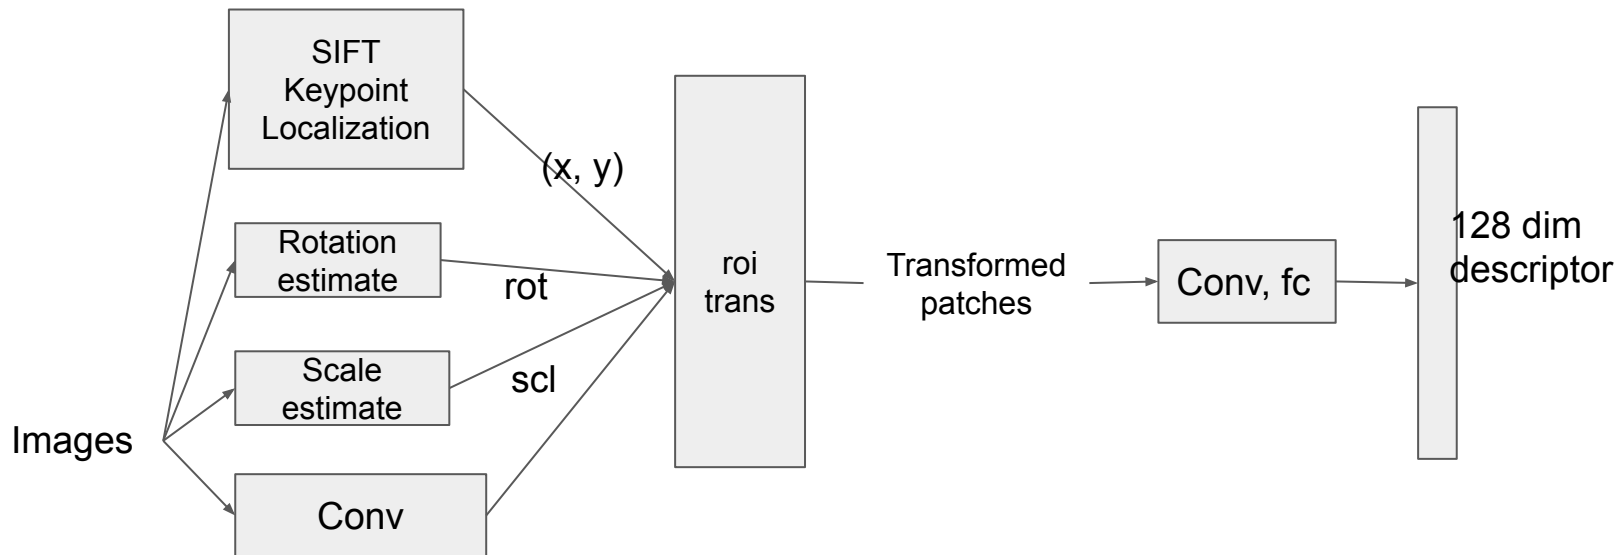 SIFT
Keypoint
Localization
(x, y)
Rotation
estimate
rot
Scale
estimate
scl
Images
Conv
roi
trans
Transformed
patches
Conv, fc
128 dim
descriptor